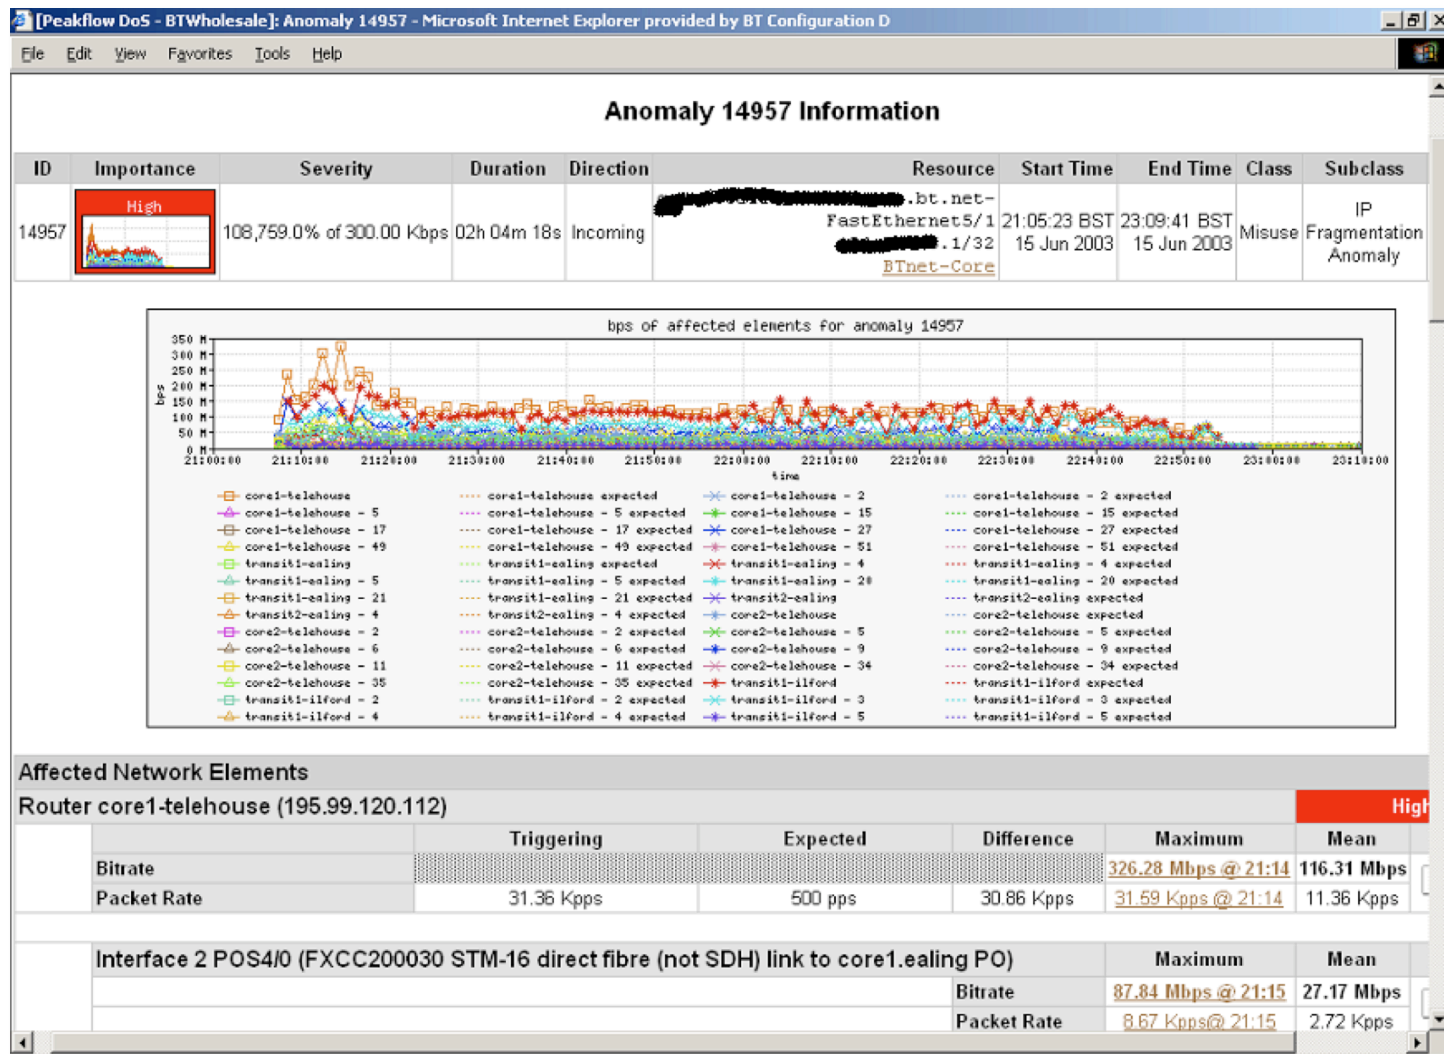 [Peakflow DoS - BTWholesale]: Anomaly 14957 - Microsoft Internet Explorer provided by BT Configuration D
File Edit View Favorites Tools Help
Anomaly 14957 Information
ID Importance Severity Duration Direction Resource Start Time End Time Class Subclass
14957 High 108,759.0% of 300.00 Kbps 02h 04m 18s Incoming .bt.net-
FastEthernet5/1
.1/32
BTnet-Core
21:05:23 BST
15 Jun 2003
23:09:41 BST
15 Jun 2003
Misuse
IP
Fragmentation
Anomaly
bps of affected elements for anomaly 14957
bps
350 M
300 M
250 M
200 M
150 M
100 M
50 M
0 M
21:00:00 21:10:00 21:20:00 21:30:00 21:40:00 21:50:00 22:00:00 22:10:00 22:20:00 22:30:00 22:40:00 22:50:00 23:00:00 23:10:00
time
core1-telehouse core1-telehouse expected core1-telehouse - 2 core1-telehouse - 2 expected
core1-telehouse - 5 core1-telehouse - 5 expected core1-telehouse - 15 core1-telehouse - 15 expected
core1-telehouse - 17 core1-telehouse - 17 expected core1-telehouse - 27 core1-telehouse - 27 expected
core1-telehouse - 49 core1-telehouse - 49 expected core1-telehouse - 51 core1-telehouse - 51 expected
transit1-ealing transit1-ealing expected transit1-ealing - 4 transit1-ealing - 4 expected
transit1-ealing - 5 transit1-ealing - 5 expected transit1-ealing - 20 transit1-ealing - 20 expected
transit1-ealing - 21 transit1-ealing - 21 expected transit2-ealing transit2-ealing expected
transit2-ealing - 4 transit2-ealing - 4 expected core2-telehouse core2-telehouse expected
core2-telehouse - 2 core2-telehouse - 2 expected core2-telehouse - 5 core2-telehouse - 5 expected
core2-telehouse - 6 core2-telehouse - 6 expected core2-telehouse - 9 core2-telehouse - 9 expected
core2-telehouse - 11 core2-telehouse - 11 expected core2-telehouse - 34 core2-telehouse - 34 expected
core2-telehouse - 35 core2-telehouse - 35 expected transit1-ilford transit1-ilford expected
transit1-ilford - 2 transit1-ilford - 2 expected transit1-ilford - 3 transit1-ilford - 3 expected
transit1-ilford - 4 transit1-ilford - 4 expected transit1-ilford - 5 transit1-ilford - 5 expected
Affected Network Elements
Router core1-telehouse (195.99.120.112) High
Triggering Expected Difference Maximum Mean
Bitrate 326.28 Mbps @ 21:14 116.31 Mbps
Packet Rate 31.36 Kpps 500 pps 30.86 Kpps 31.59 Kpps @ 21:14 11.36 Kpps
Interface 2 POS4/0 (FXCC200030 STM-16 direct fibre (not SDH) link to core1.ealing PO) Maximum Mean
Bitrate 87.84 Mbps @ 21:15 27.17 Mbps
Packet Rate 8.67 Kpps@ 21:15 2.72 Kpps